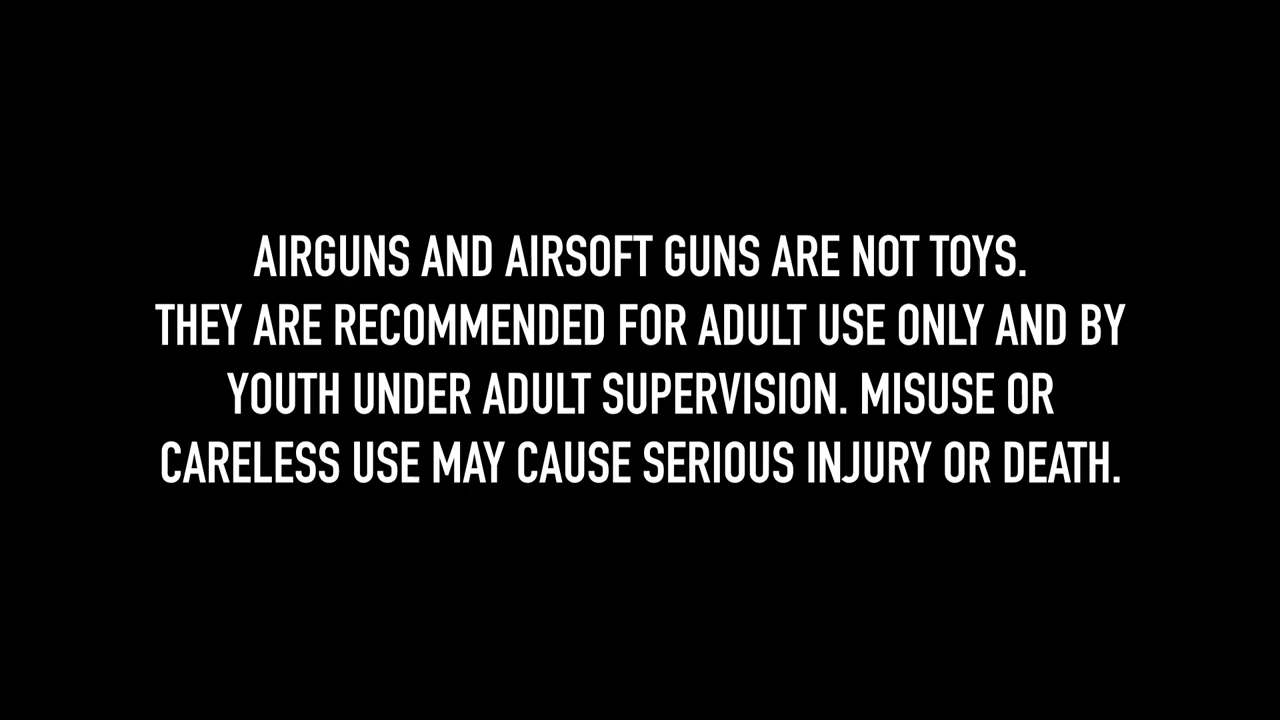 AIRGUNS AND AIRSOFT GUNS ARE NOT TOYS.
THEY ARE RECOMMENDED FOR ADULT USE ONLY AND BY
YOUTH UNDER ADULT SUPERVISION. MISUSE OR
CARELESS USE MAY CAUSE SERIOUS INJURY OR DEATH.